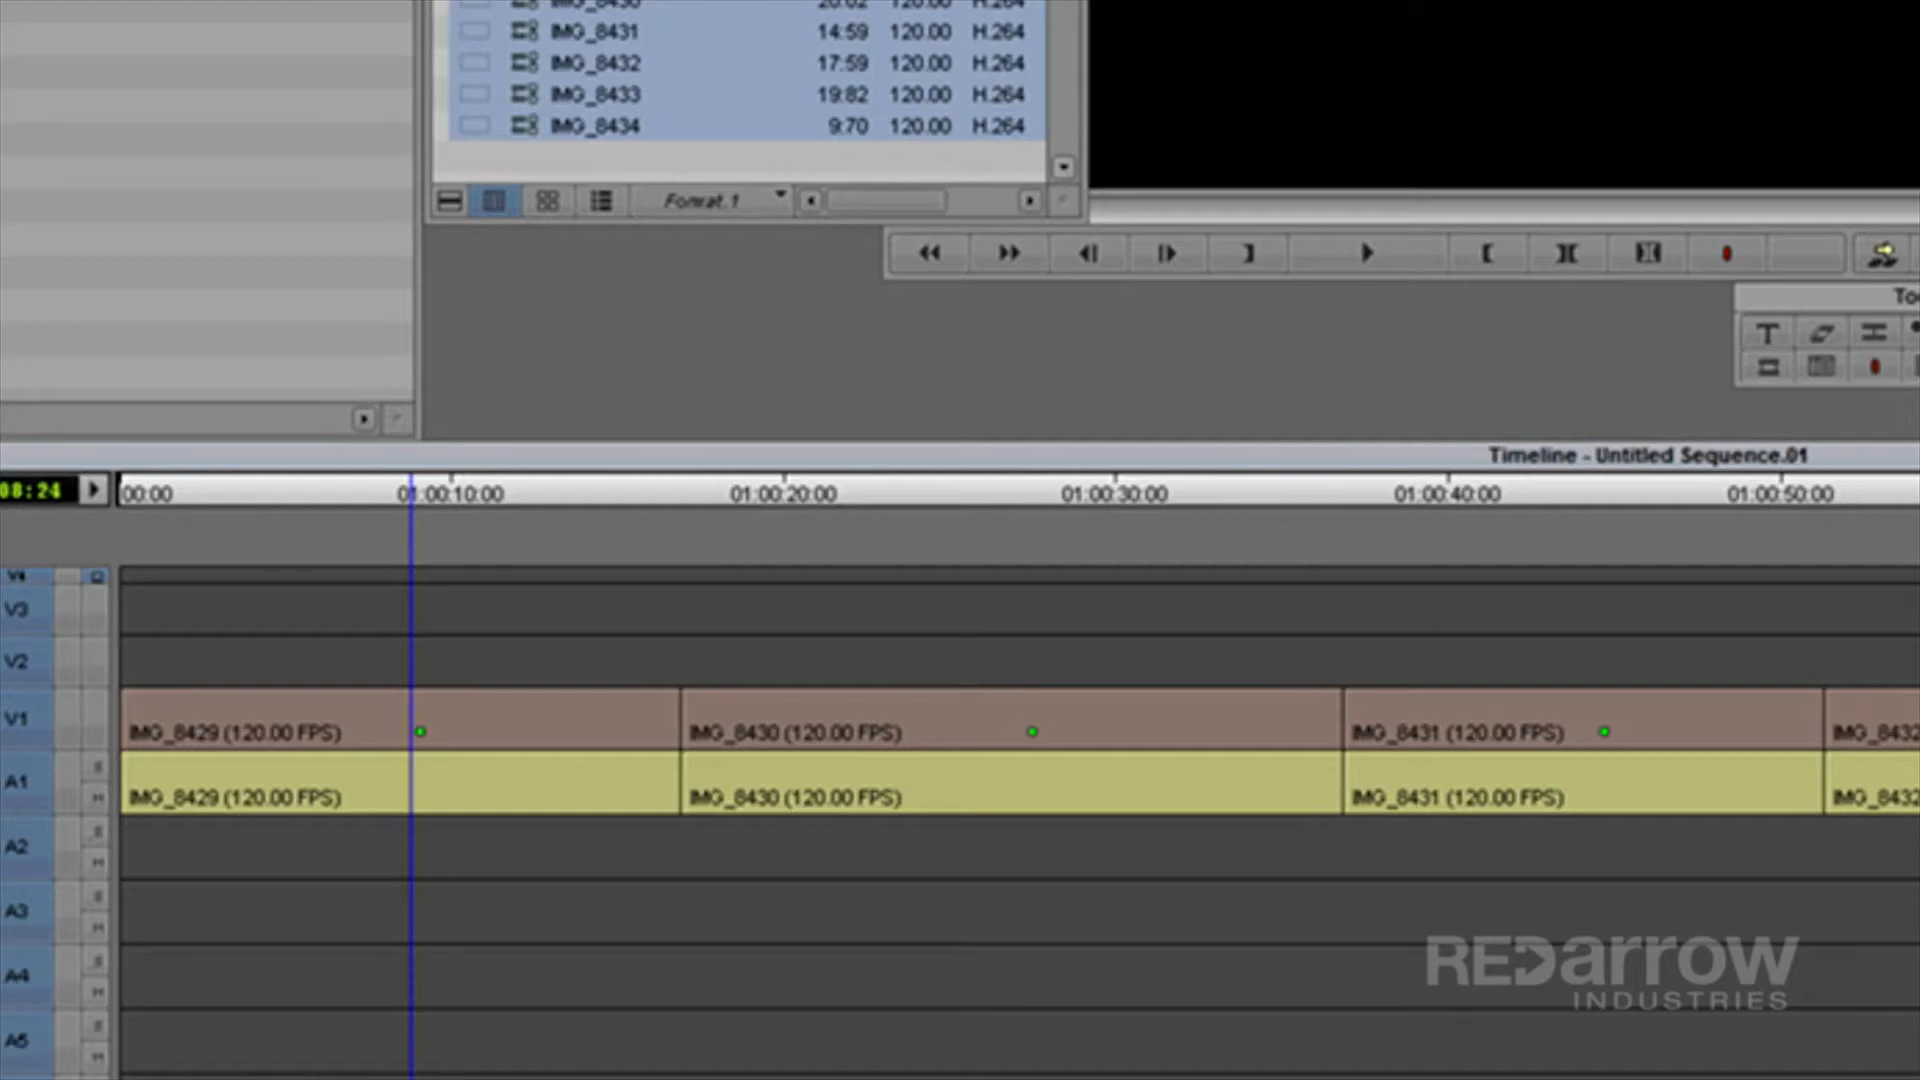 IMG_8430 20:02 120.00 H.264
IMG_8431 14:59 120.00 H.264
IMG_8432 17:59 120.00 H.264
IMG_8433 19:82 120.00 H.264
IMG_8434 9:70 120.00 H.264
Format.1
Too
T
Timeline - Untitled Sequence.01
08:24
00:00 01:00:10:00 01:00:20:00 01:00:30:00 01:00:40:00 01:00:50:00
V4
V3
V2
V1 IMG_8429 (120.00 FPS) IMG_8430 (120.00 FPS) IMG_8431 (120.00 FPS) IMG_8432
A1 S M IMG_8429 (120.00 FPS) IMG_8430 (120.00 FPS) IMG_8431 (120.00 FPS) IMG_8432
A2 S M
A3 S M
A4 S M
A5 S M
REDarrow
INDUSTRIES